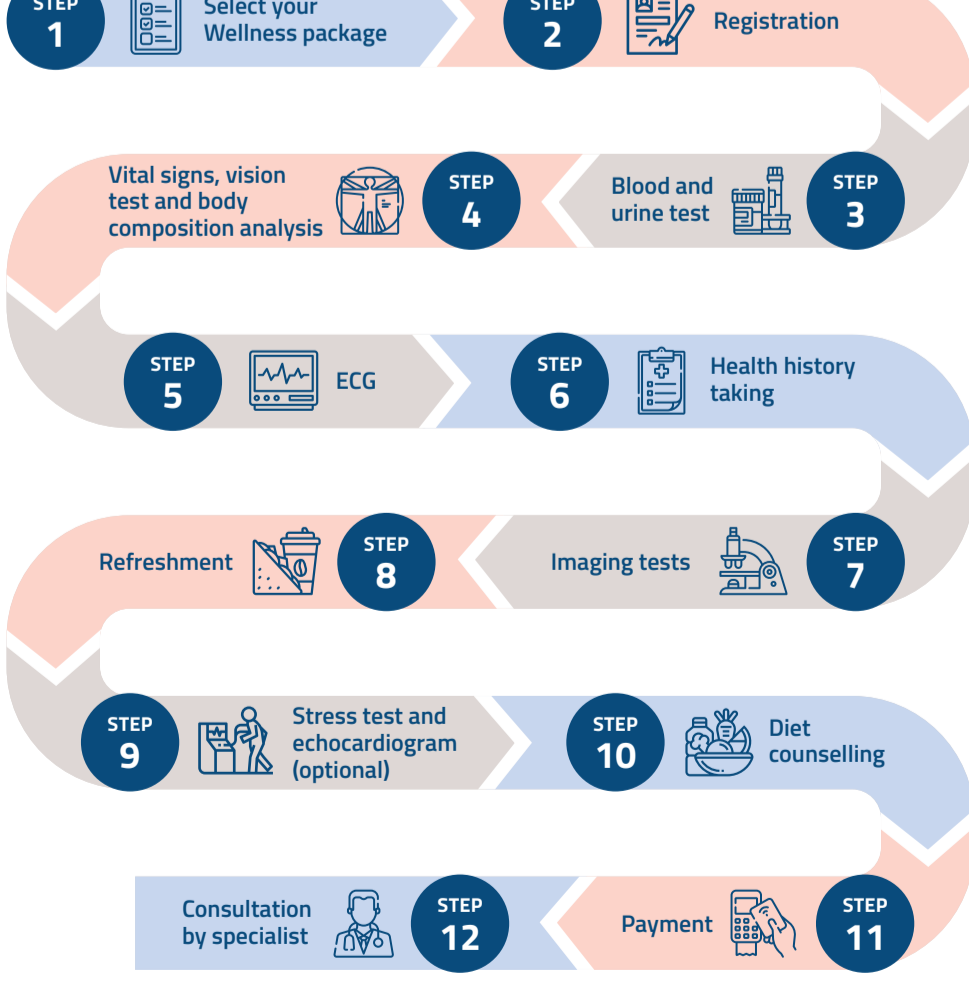 STEP
1
Select your
Wellness package
STEP
2
Registration
STEP
3
Blood and
urine test
STEP
4
Vital signs, vision
test and body
composition analysis
STEP
5
ECG
STEP
6
Health history
taking
STEP
7
Imaging tests
STEP
8
Refreshment
STEP
9
Stress test and
echocardiogram
(optional)
STEP
10
Diet
counselling
STEP
11
Payment
STEP
12
Consultation
by specialist